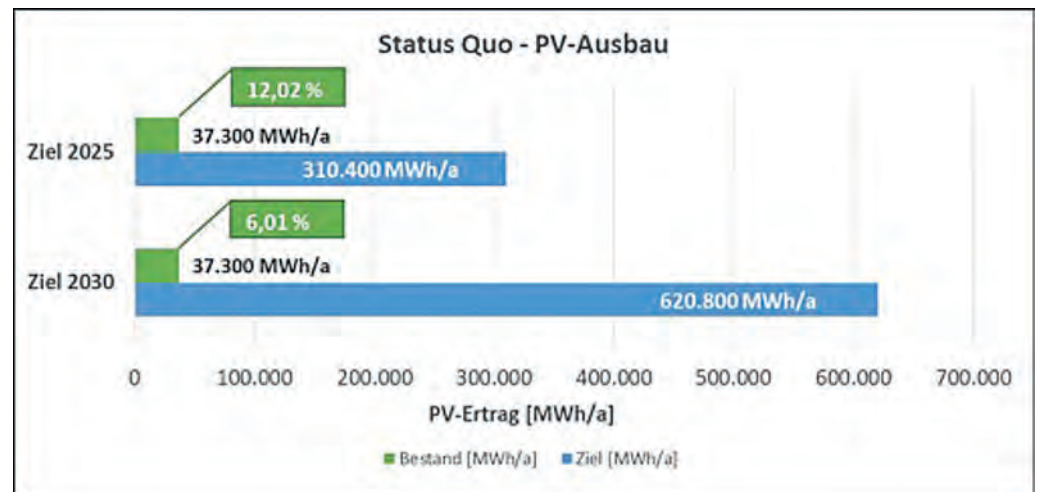 Status Quo - PV-Ausbau
12,02 %
37.300 MWh/a
Ziel 2025
310.400 MWh/a
6,01 %
37.300 MWh/a
Ziel 2030
620.800 MWh/a
0 100.000 200.000 300.000 400.000 500.000 600.000 700.000
PV-Ertrag [MWh/a]
Bestand [MWh/a] Ziel [MWh/a]